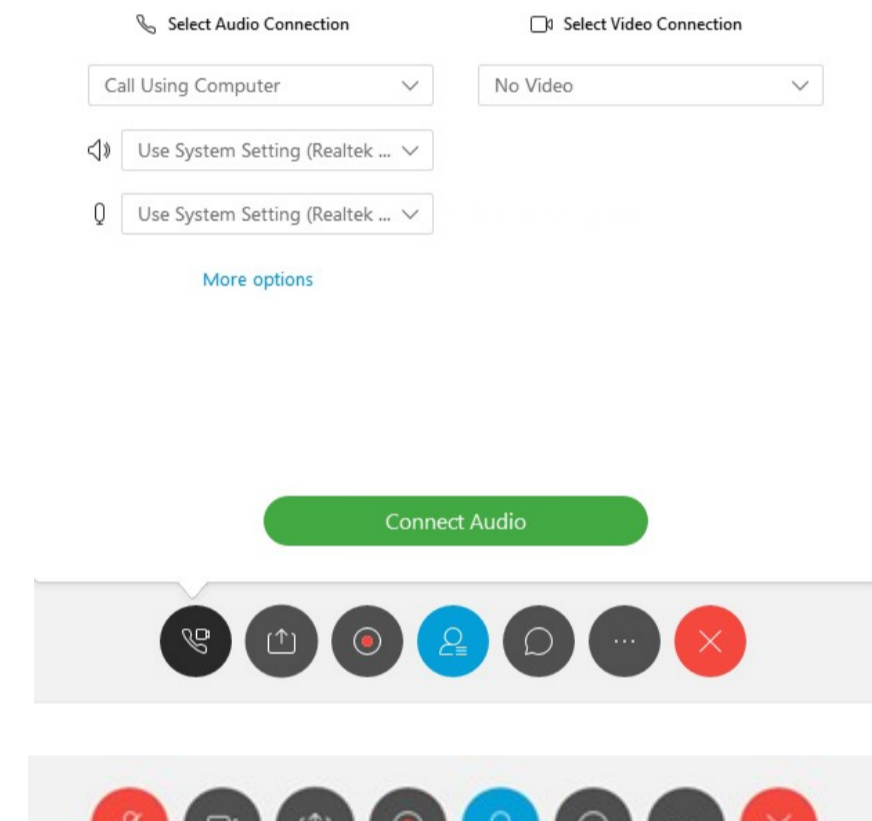 Select Audio Connection
Select Video Connection
Call Using Computer
No Video
Use System Setting (Realtek ...
Use System Setting (Realtek ...
More options
Connect Audio